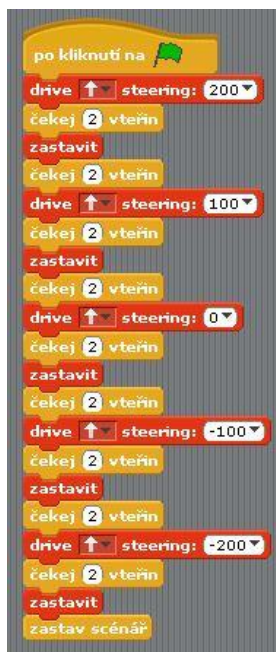 po kliknutí na
drive steering: 200
čekej 2 vteřin
zastavit
čekej 2 vteřin
drive steering: 100
čekej 2 vteřin
zastavit
čekej 2 vteřin
drive steering: 0
čekej 2 vteřin
zastavit
čekej 2 vteřin
drive steering: -100
čekej 2 vteřin
zastavit
čekej 2 vteřin
drive steering: -200
čekej 2 vteřin
zastavit
zastav scénář